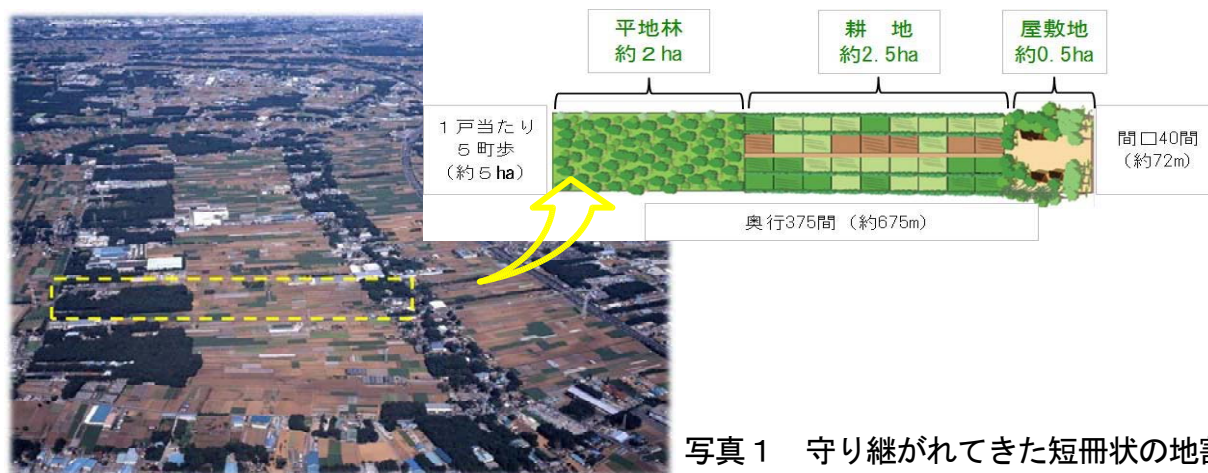 平地林
約２ha
耕　地
約2.5ha
屋敷地
約0.5ha
１戸当たり
５町歩
（約５ha）
間口40間
（約72m）
奥行375間（約675m）
写真１　守り継がれてきた短冊状の地割